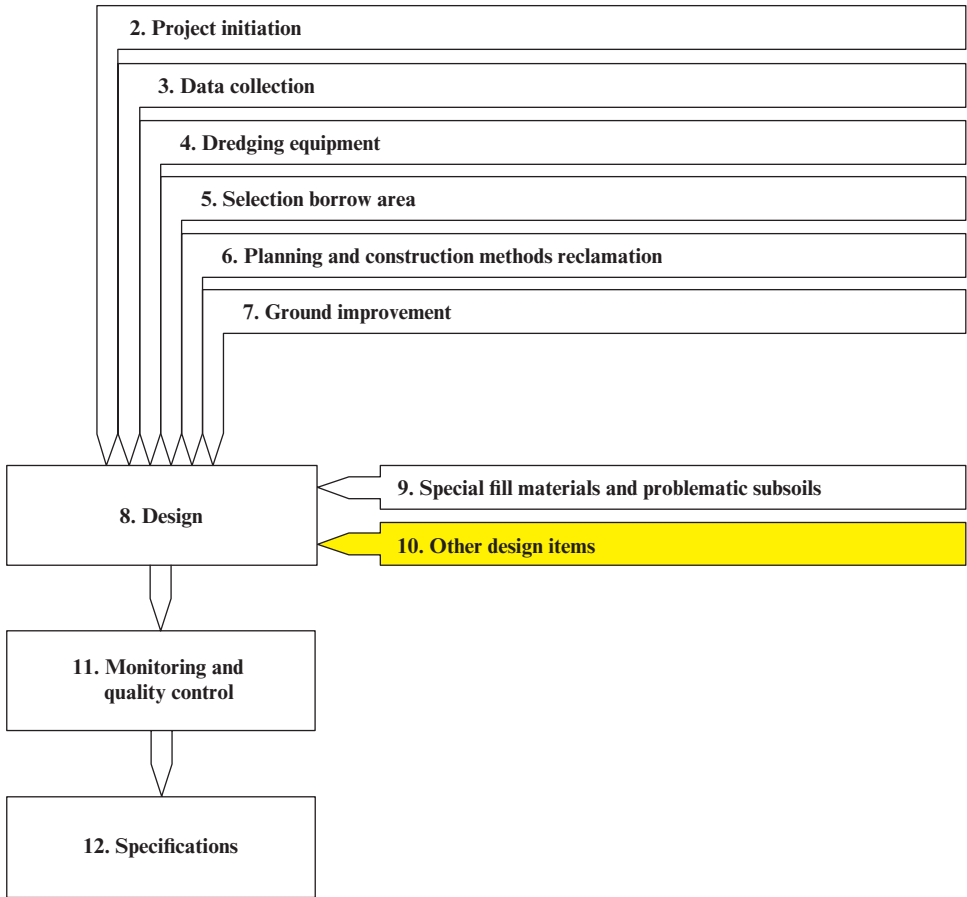 2. Project initiation
3. Data collection
4. Dredging equipment
5. Selection borrow area
6. Planning and construction methods reclamation
7. Ground improvement
8. Design
9. Special fill materials and problematic subsoils
10. Other design items
11. Monitoring and
quality control
12. Specifications